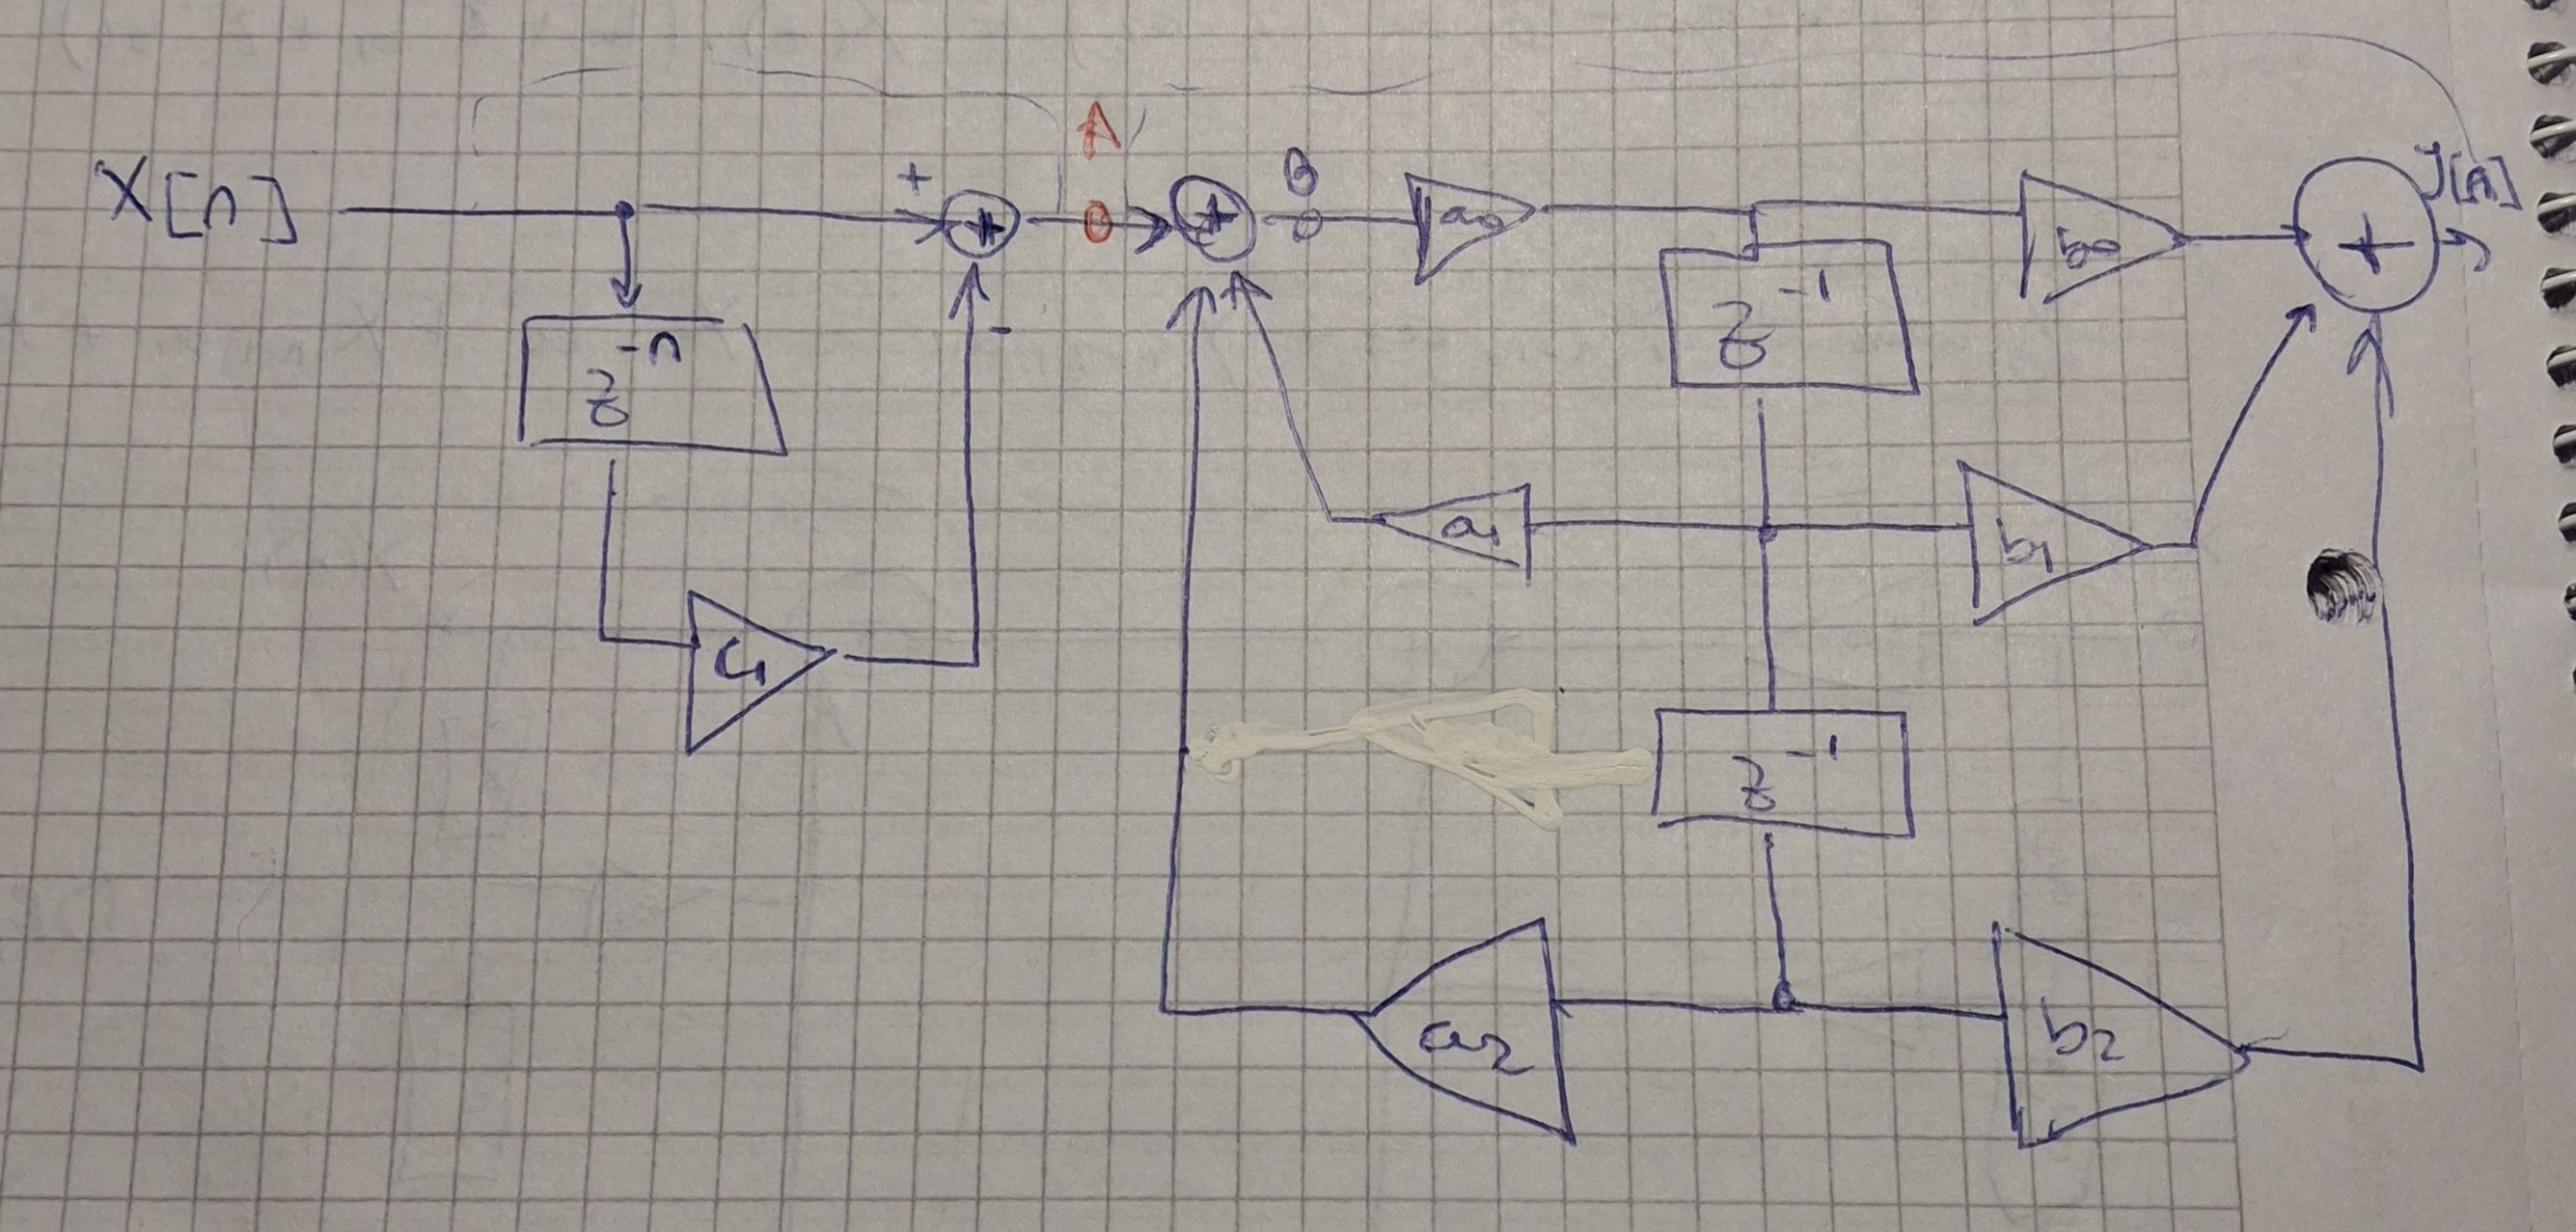 A
X[n] + + + B a0 b0 + y[n]
z^-n - z^-1
a1 b1
c1
z^-1
a2 b2